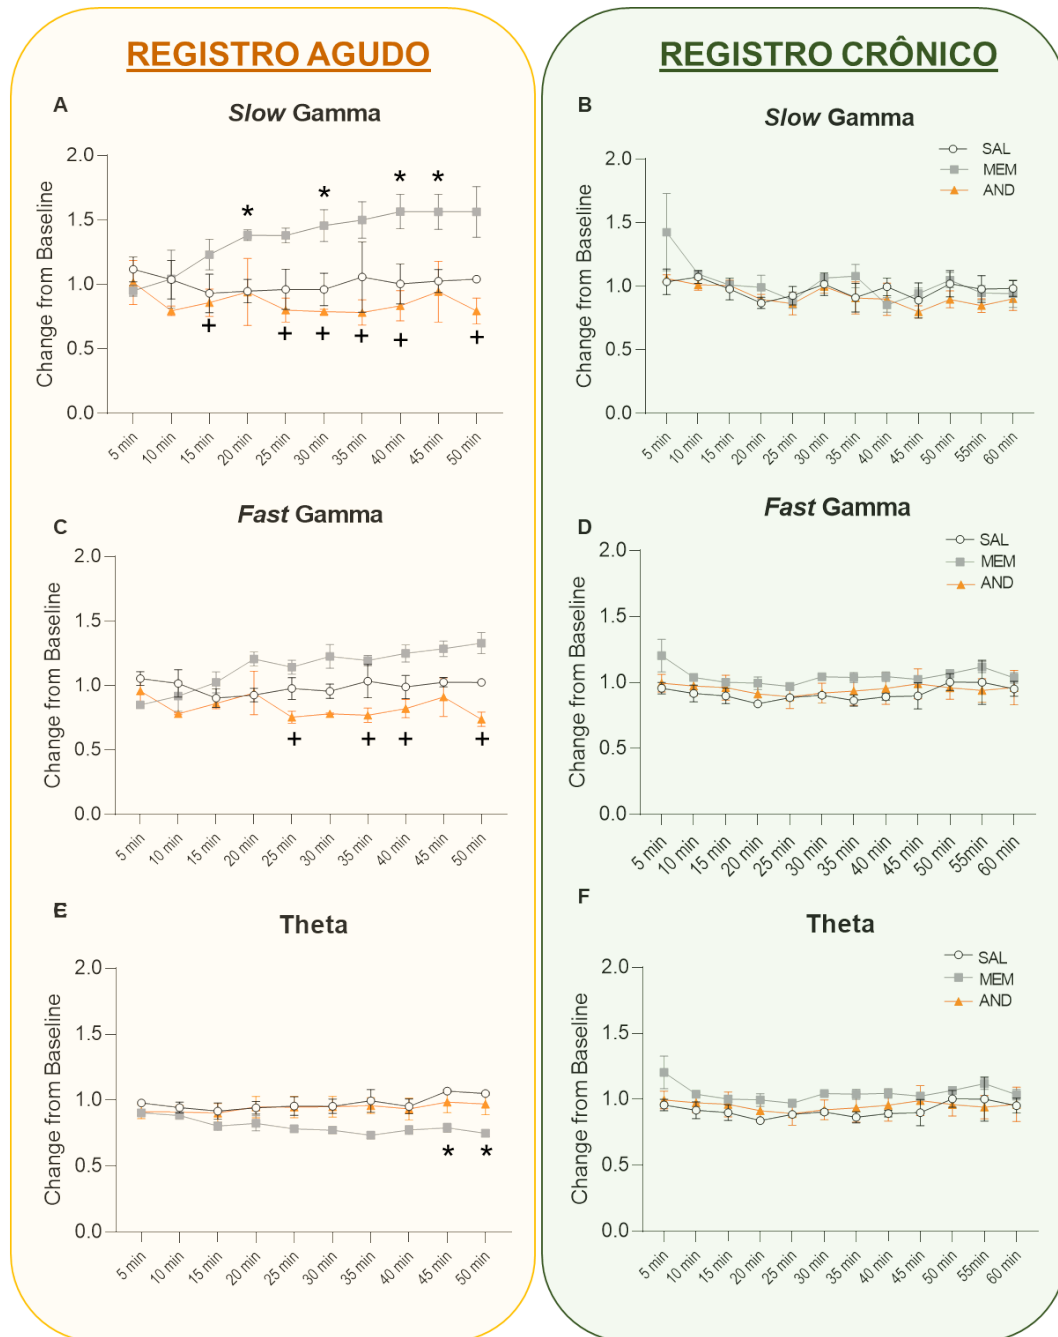 REGISTRO AGUDO
A
Slow Gamma
Change from Baseline
2.0
1.5
1.0
0.5
0.0
* * * *
+ + + + + +
5 min 10 min 15 min 20 min 25 min 30 min 35 min 40 min 45 min 50 min
C
Fast Gamma
Change from Baseline
2.0
1.5
1.0
0.5
0.0
+ + + +
5 min 10 min 15 min 20 min 25 min 30 min 35 min 40 min 45 min 50 min
E
Theta
Change from Baseline
2.0
1.5
1.0
0.5
0.0
* *
5 min 10 min 15 min 20 min 25 min 30 min 35 min 40 min 45 min 50 min
REGISTRO CRÔNICO
B
Slow Gamma
SAL
MEM
AND
Change from Baseline
2.0
1.5
1.0
0.5
0.0
5 min 10 min 15 min 20 min 25 min 30 min 35 min 40 min 45 min 50 min 55min 60 min
D
Fast Gamma
SAL
MEM
AND
Change from Baseline
2.0
1.5
1.0
0.5
0.0
5 min 10 min 15 min 20 min 25 min 30 min 35 min 40 min 45 min 50 min 55min 60 min
F
Theta
SAL
MEM
AND
Change from Baseline
2.0
1.5
1.0
0.5
0.0
5 min 10 min 15 min 20 min 25 min 30 min 35 min 40 min 45 min 50 min 55min 60 min